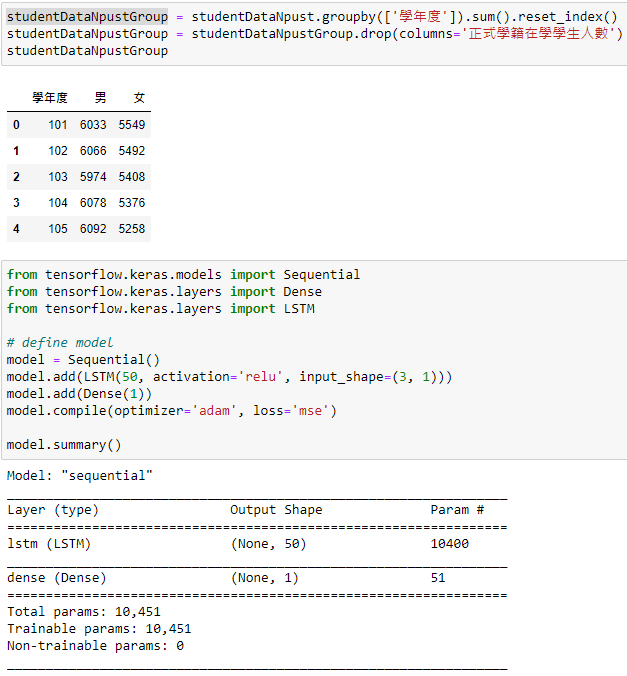 studentDataNpustGroup = studentDataNpust.groupby(['學年度']).sum().reset_index()
studentDataNpustGroup = studentDataNpustGroup.drop(columns='正式學籍在學學生人數')
studentDataNpustGroup
學年度 男 女
0 101 6033 5549
1 102 6066 5492
2 103 5974 5408
3 104 6078 5376
4 105 6092 5258
from tensorflow.keras.models import Sequential
from tensorflow.keras.layers import Dense
from tensorflow.keras.layers import LSTM
# define model
model = Sequential()
model.add(LSTM(50, activation='relu', input_shape=(3, 1)))
model.add(Dense(1))
model.compile(optimizer='adam', loss='mse')
model.summary()
Model: "sequential"
_________________________________________________________________
Layer (type) Output Shape Param #
=================================================================
lstm (LSTM) (None, 50) 10400
_________________________________________________________________
dense (Dense) (None, 1) 51
=================================================================
Total params: 10,451
Trainable params: 10,451
Non-trainable params: 0
_________________________________________________________________